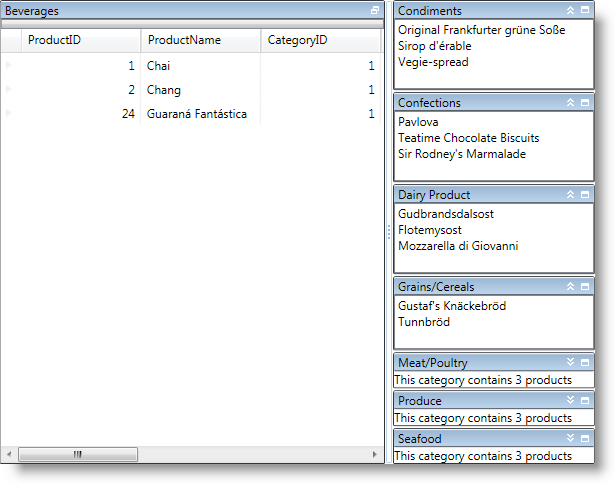 Beverages
ProductID ProductName CategoryID
1 Chai 1
2 Chang 1
24 Guaraná Fantástica 1
Condiments
Original Frankfurter grüne Soße
Sirop d'érable
Vegie-spread
Confections
Pavlova
Teatime Chocolate Biscuits
Sir Rodney's Marmalade
Dairy Product
Gudbrandsdalsost
Flotemysost
Mozzarella di Giovanni
Grains/Cereals
Gustaf's Knäckebröd
Tunnbröd
Meat/Poultry
This category contains 3 products
Produce
This category contains 3 products
Seafood
This category contains 3 products